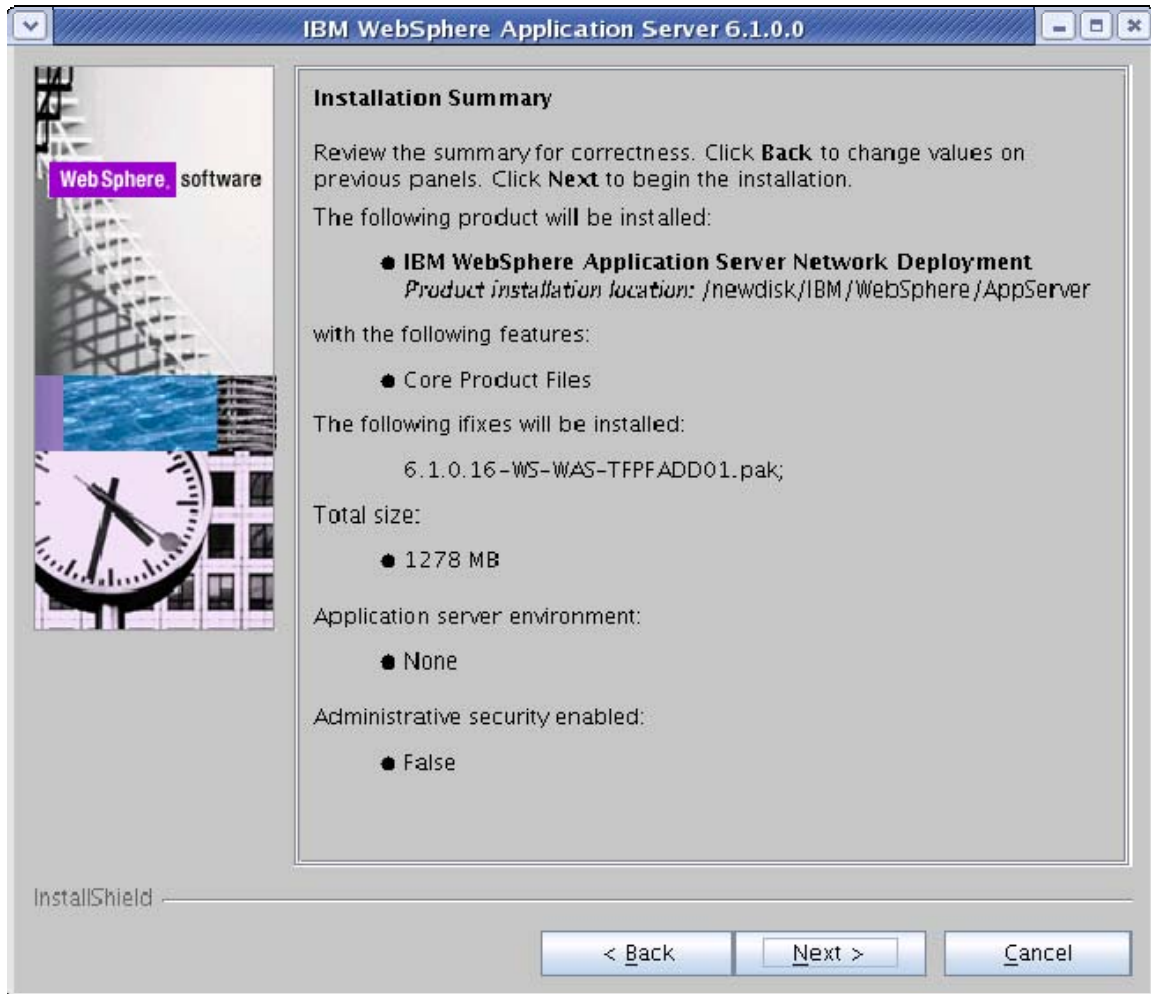 IBM WebSphere Application Server 6.1.0.0
WebSphere. software
Installation Summary
Review the summary for correctness. Click Back to change values on
previous panels. Click Next to begin the installation.
The following product will be installed:
IBM WebSphere Application Server Network Deployment
Product installation location: /newdisk/IBM/WebSphere/AppServer
with the following features:
Core Product Files
The following ifixes will be installed:
6.1.0.16-WS-WAS-TFPFADD01.pak;
Total size:
1278 MB
Application server environment:
None
Administrative security enabled:
False
InstallShield
< Back
Next >
Cancel